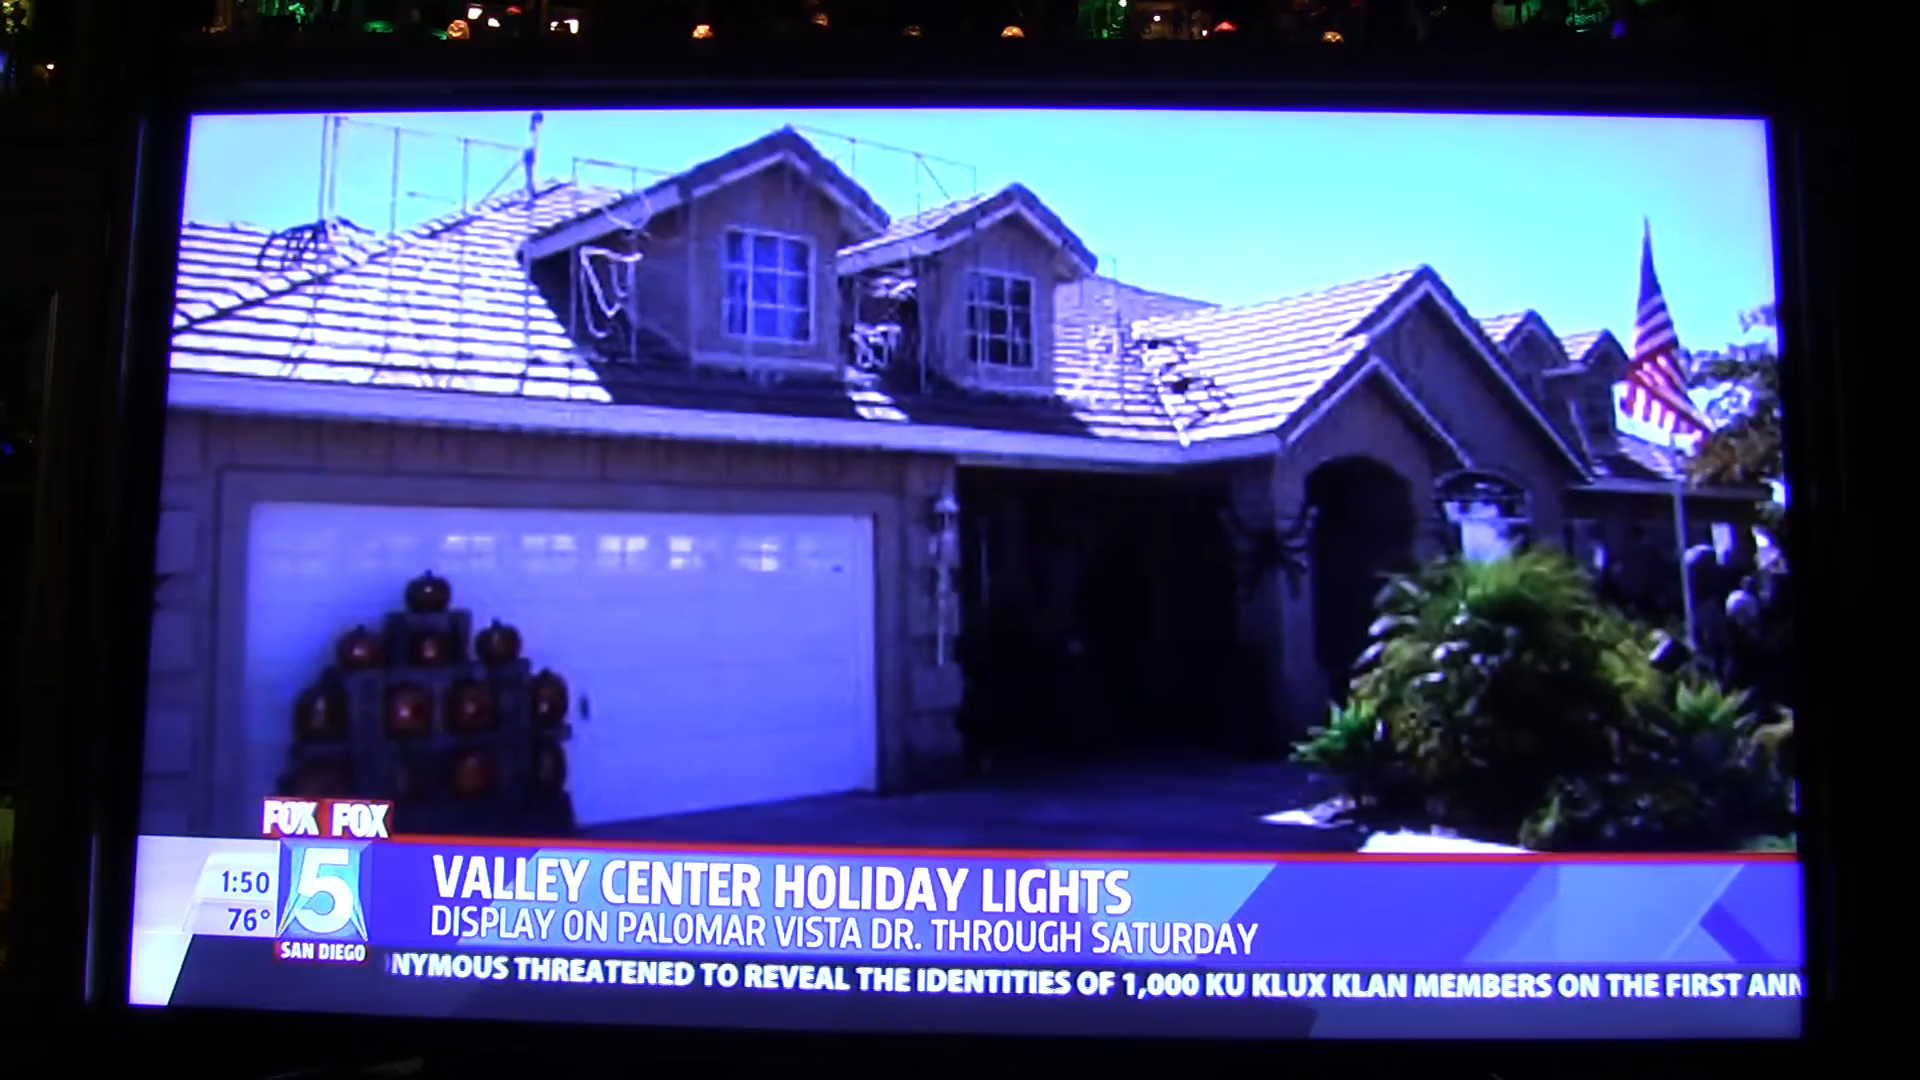 FOX FOX
1:50
76°
5
SAN DIEGO
VALLEY CENTER HOLIDAY LIGHTS
DISPLAY ON PALOMAR VISTA DR. THROUGH SATURDAY
NYMOUS THREATENED TO REVEAL THE IDENTITIES OF 1,000 KU KLUX KLAN MEMBERS ON THE FIRST ANN